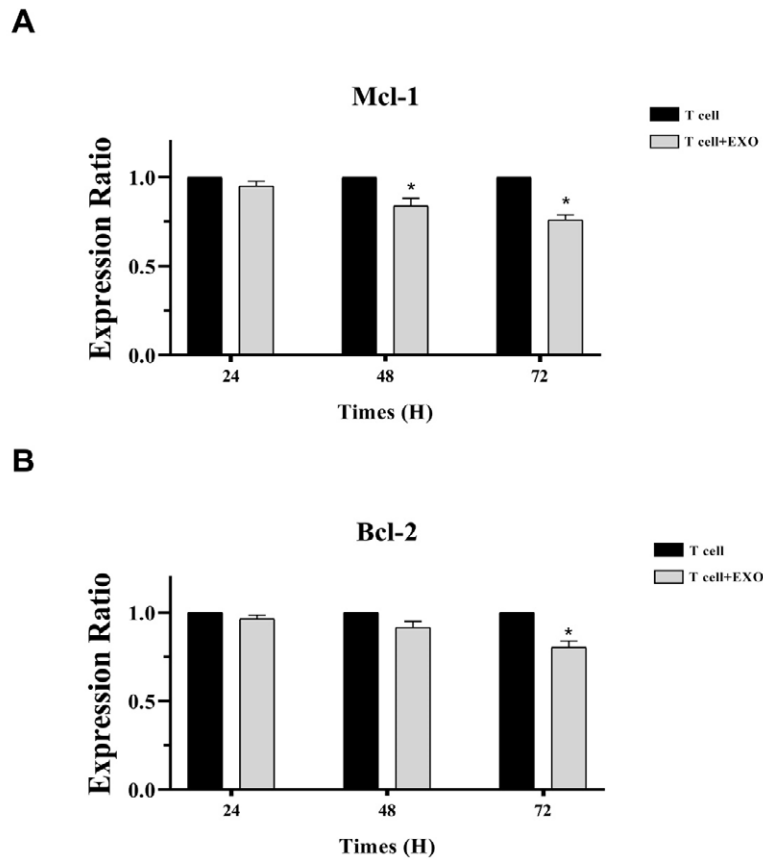 A
Mcl-1
T cell
T cell+EXO
Expression Ratio
1.0
0.5
0.0
*
*
24
48
72
Times (H)
B
Bcl-2
T cell
T cell+EXO
Expression Ratio
1.0
0.5
0.0
*
24
48
72
Times (H)